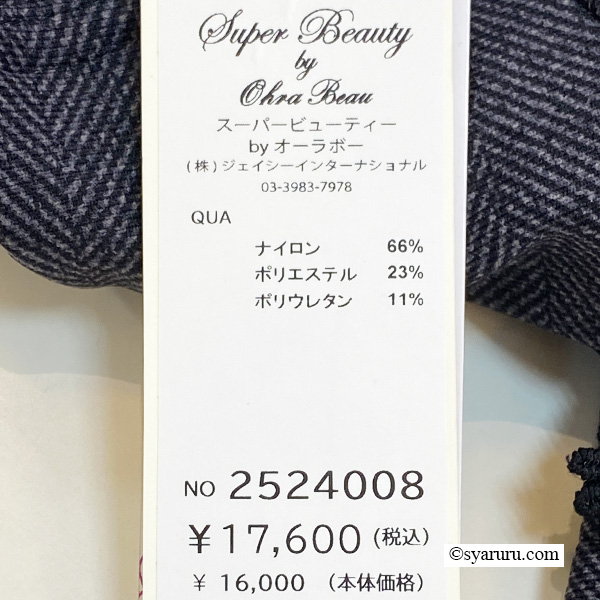 Super Beauty
by
Ohra Beau
スーパービューティー
by オーラボー
(株)ジェイシーインターナショナル
03-3983-7978
QUA
ナイロン 66%
ポリエステル 23%
ポリウレタン 11%
NO 2524008
¥17,600 (税込)
¥ 16,000 (本体価格)
©syaruru.com